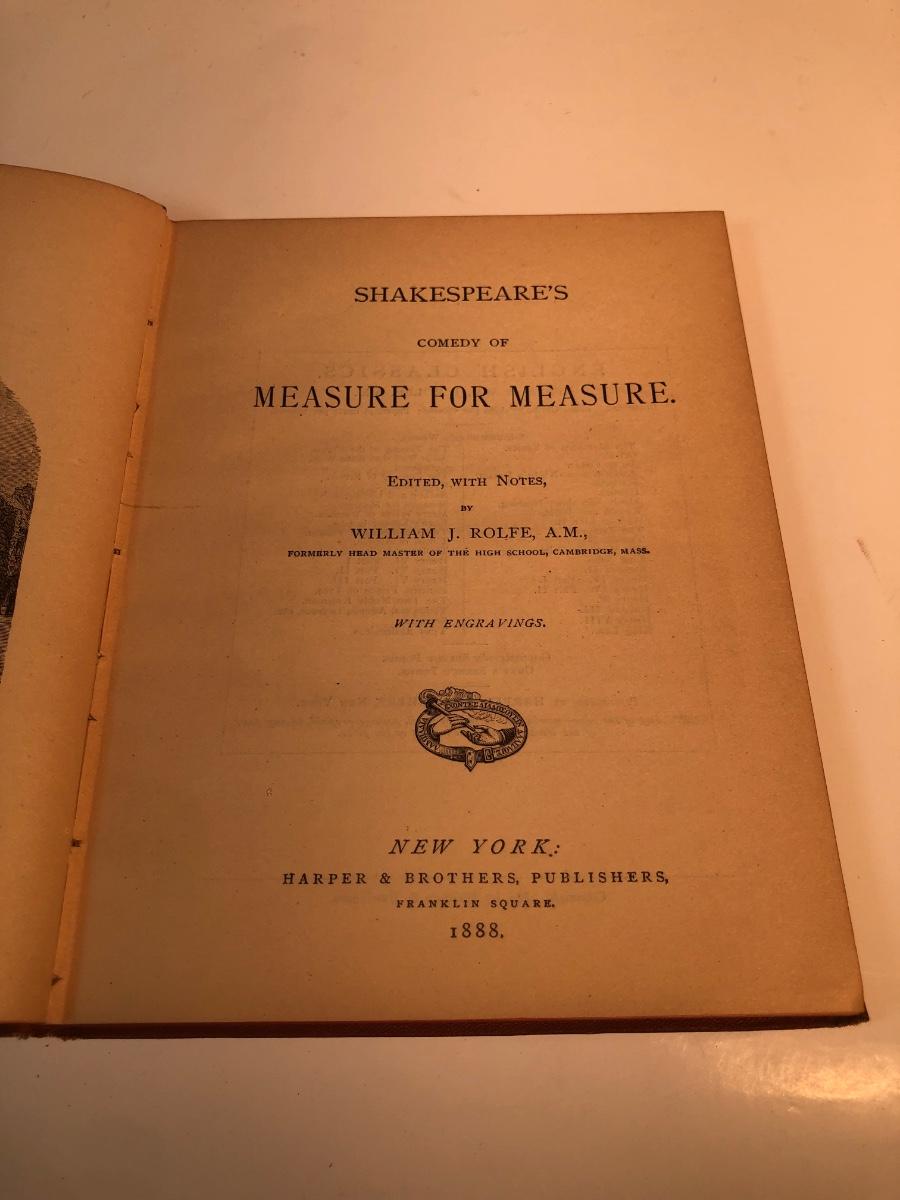 SHAKESPEARE'S
COMEDY OF
MEASURE FOR MEASURE.
EDITED, WITH NOTES,
BY
WILLIAM J. ROLFE, A.M.,
FORMERLY HEAD MASTER OF THE HIGH SCHOOL, CAMBRIDGE, MASS.
WITH ENGRAVINGS.
NEW YORK:
HARPER & BROTHERS, PUBLISHERS,
FRANKLIN SQUARE.
1888.